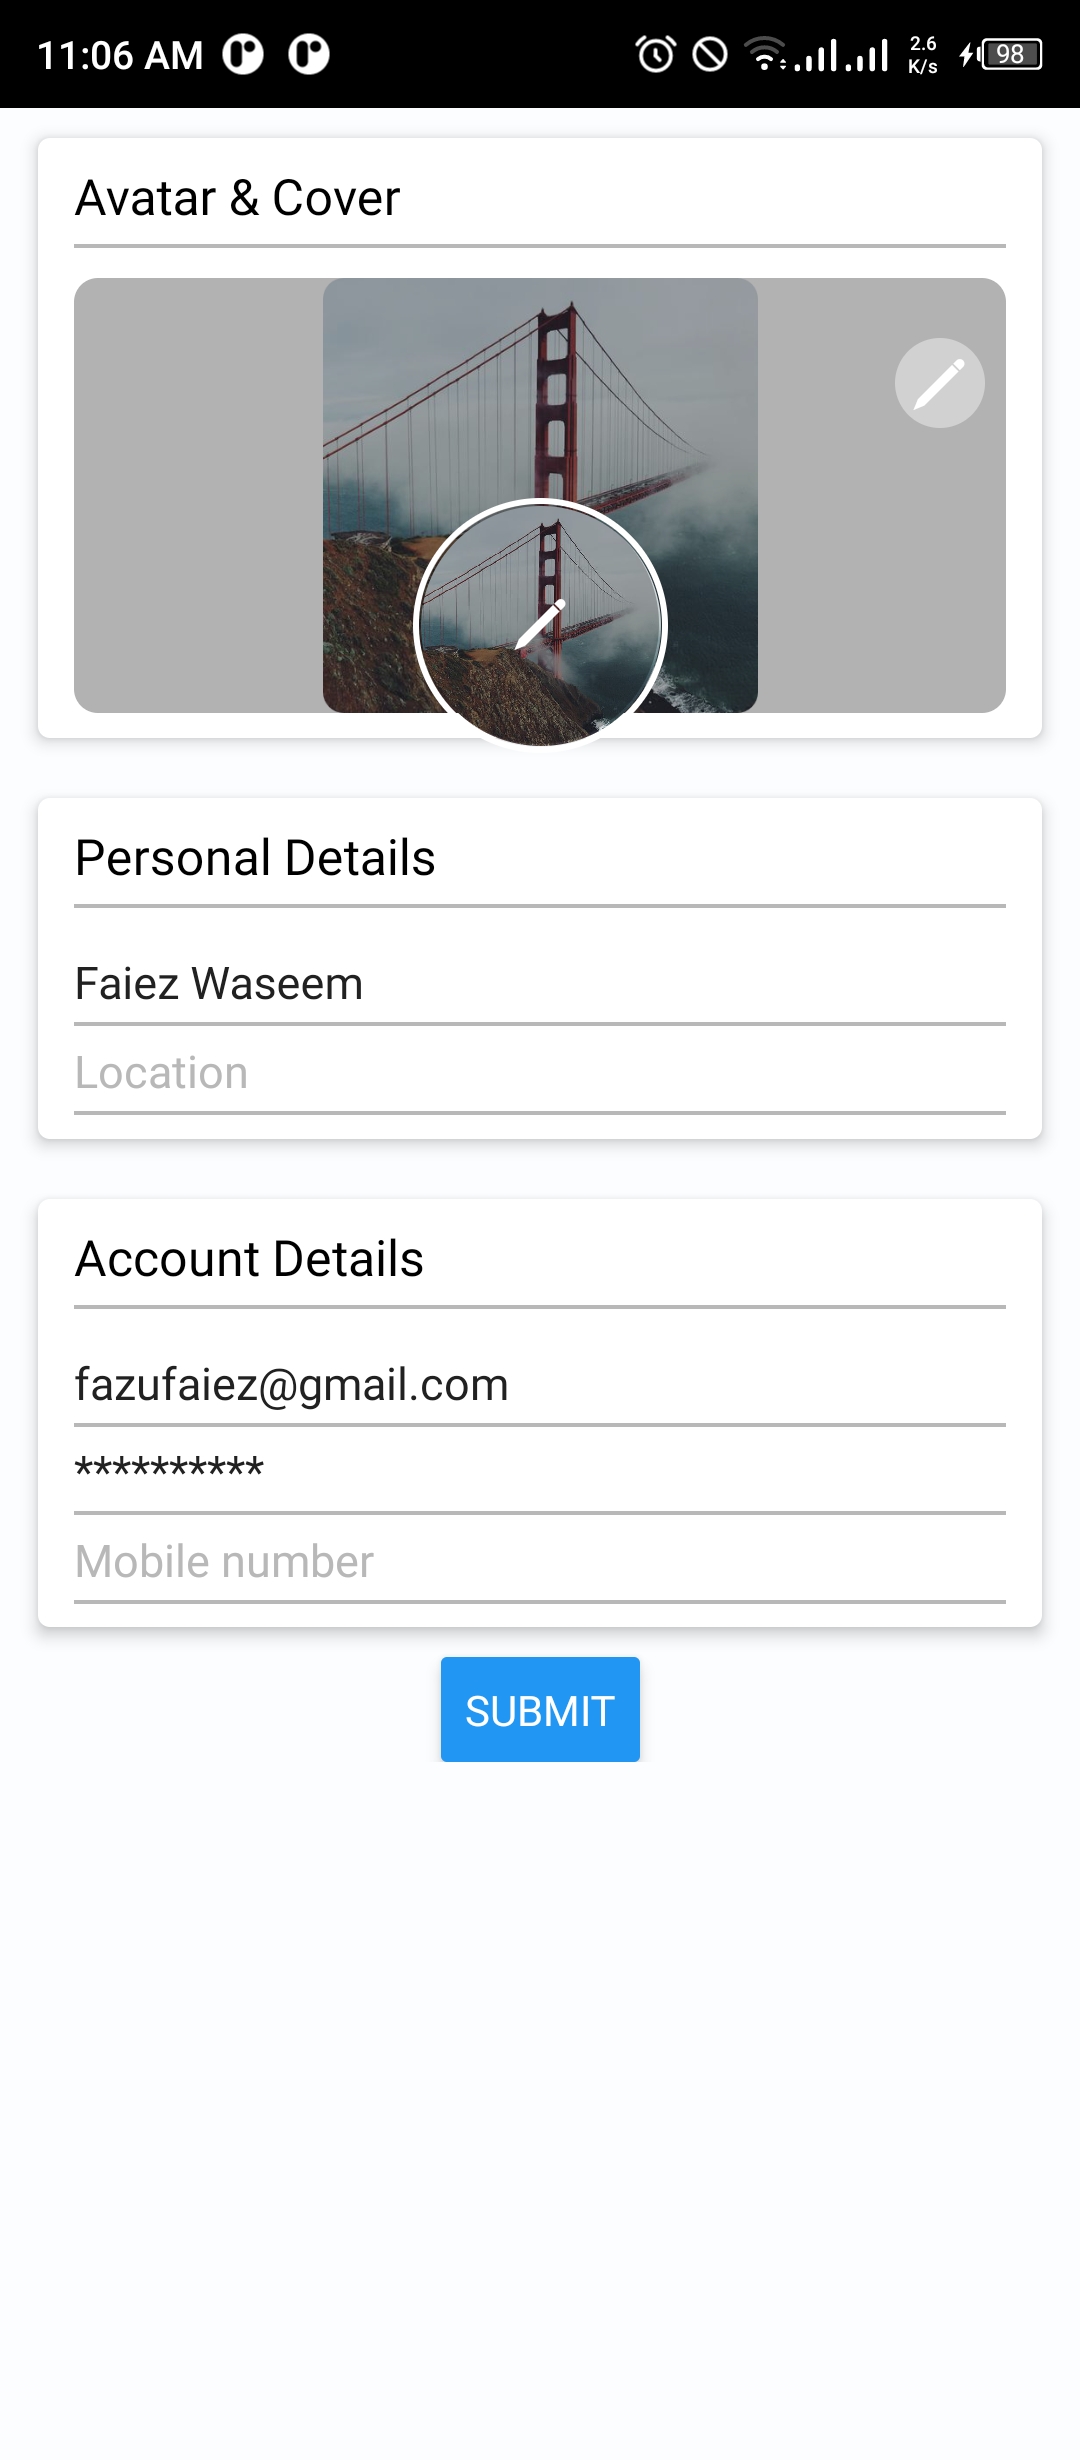 11:06 AM
2.6
K/s
98
Avatar & Cover
Personal Details
Faiez Waseem
Location
Account Details
fazufaiez@gmail.com
**********
Mobile number
SUBMIT